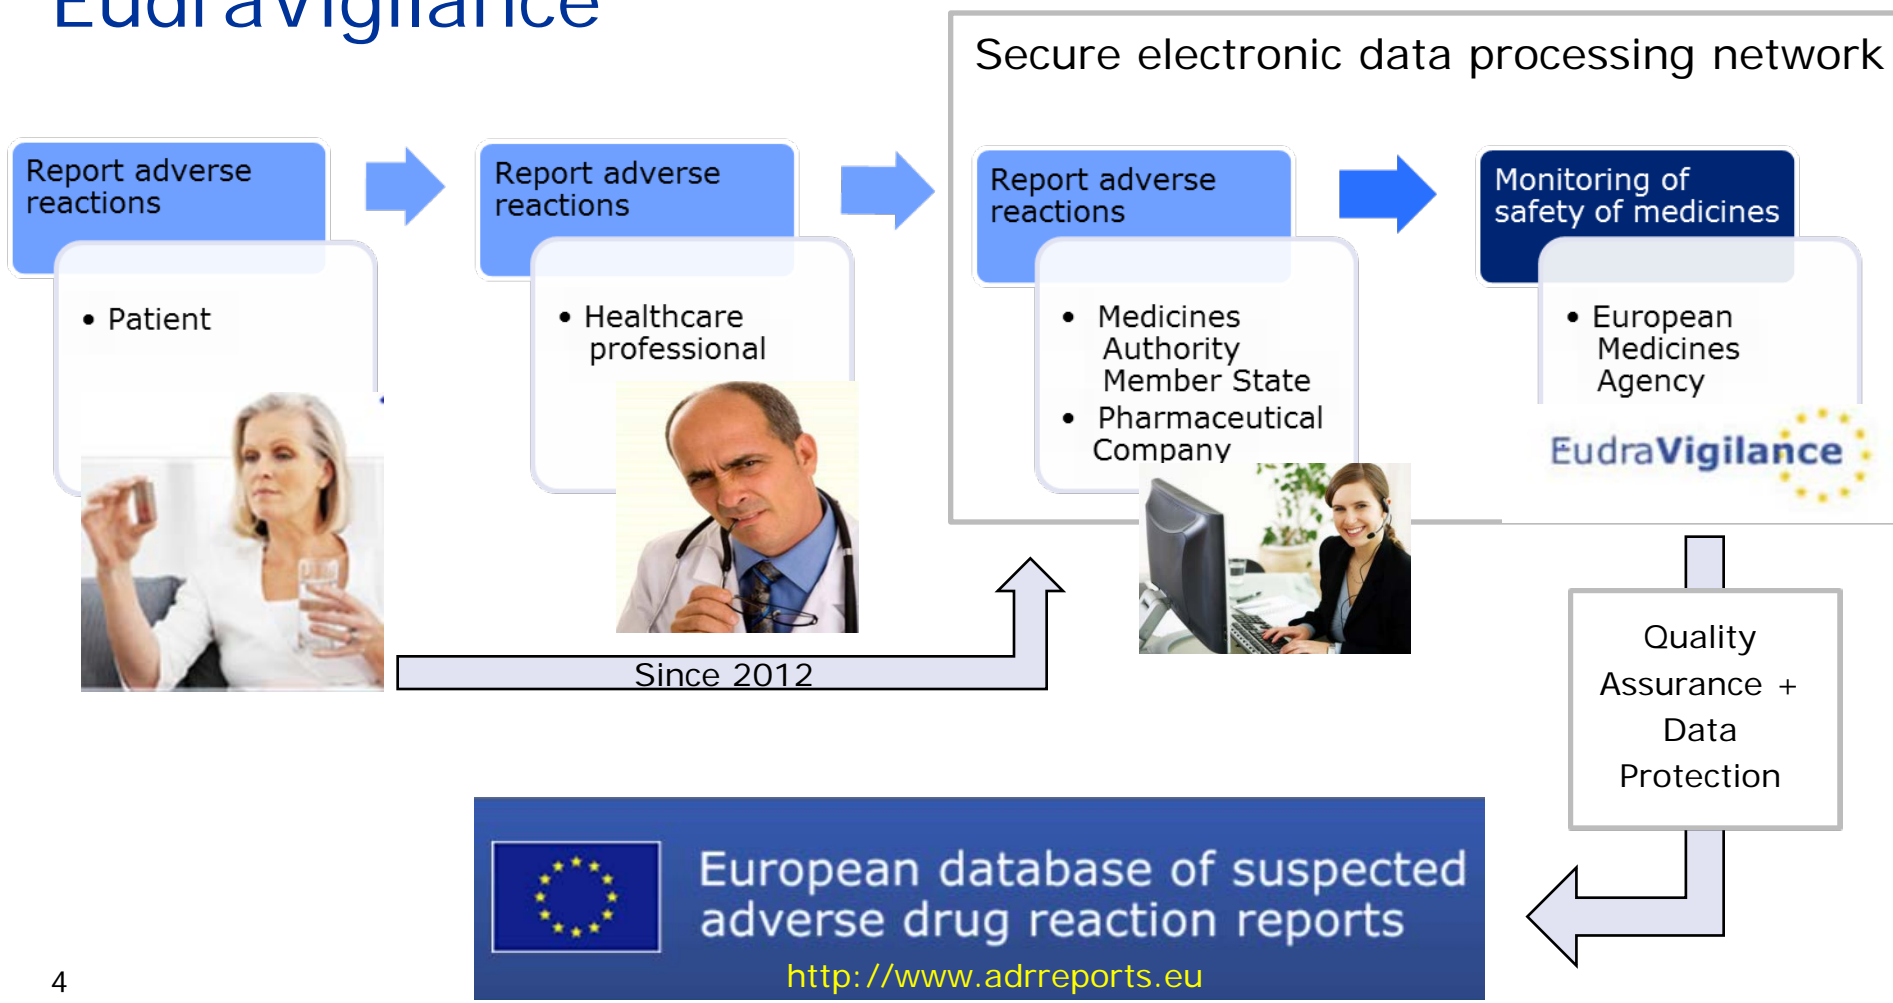 EudraVigilance
Secure electronic data processing network
Report adverse
reactions
• Patient
Report adverse
reactions
• Healthcare
professional
Report adverse
reactions
• Medicines
Authority
Member State
• Pharmaceutical
Company
Monitoring of
safety of medicines
• European
Medicines
Agency
EudraVigilance
Since 2012
Quality
Assurance +
Data
Protection
European database of suspected
adverse drug reaction reports
http://www.adrreports.eu
4